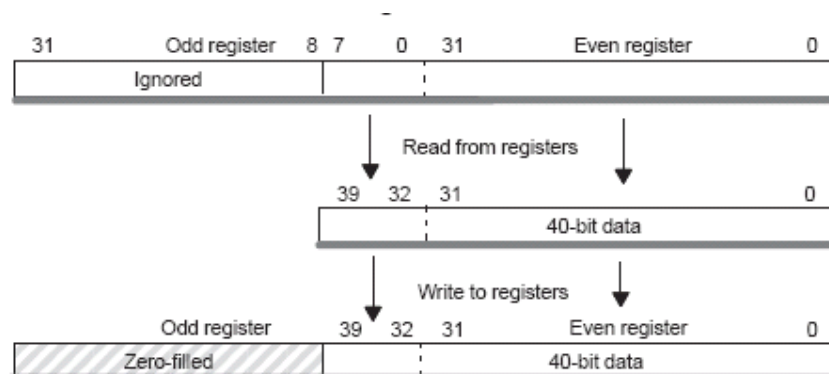 31 Odd register 8 7 0 31 Even register 0
Ignored
Read from registers
39 32 31 0
40-bit data
Write to registers
Odd register 39 32 31 Even register 0
Zero-filled 40-bit data